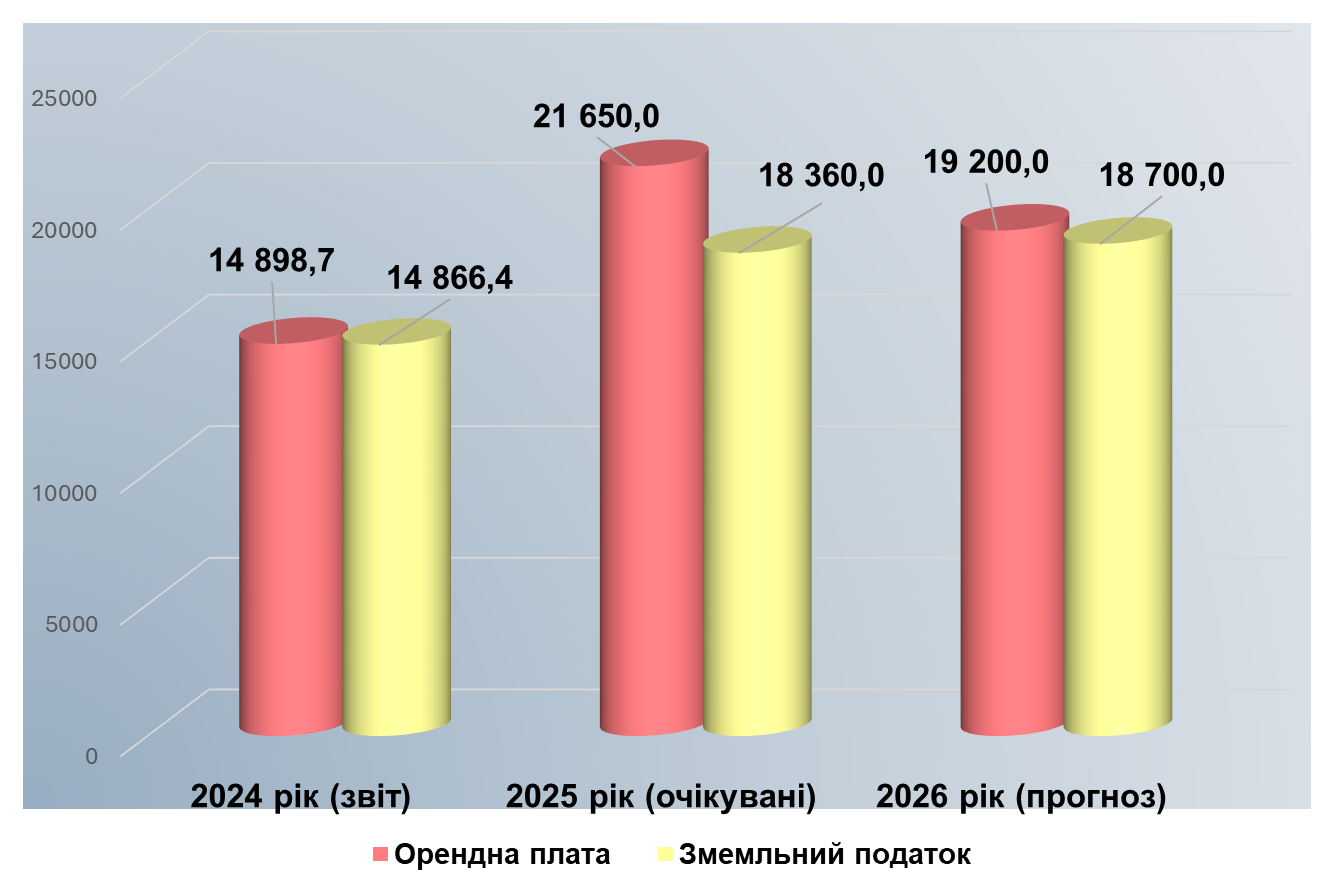 25000
20000
15000
10000
5000
0
21 650,0
18 360,0
19 200,0
18 700,0
14 898,7
14 866,4
2024 рік (звіт)
2025 рік (очікувані)
2026 рік (прогноз)
Орендна плата
Змемльний податок